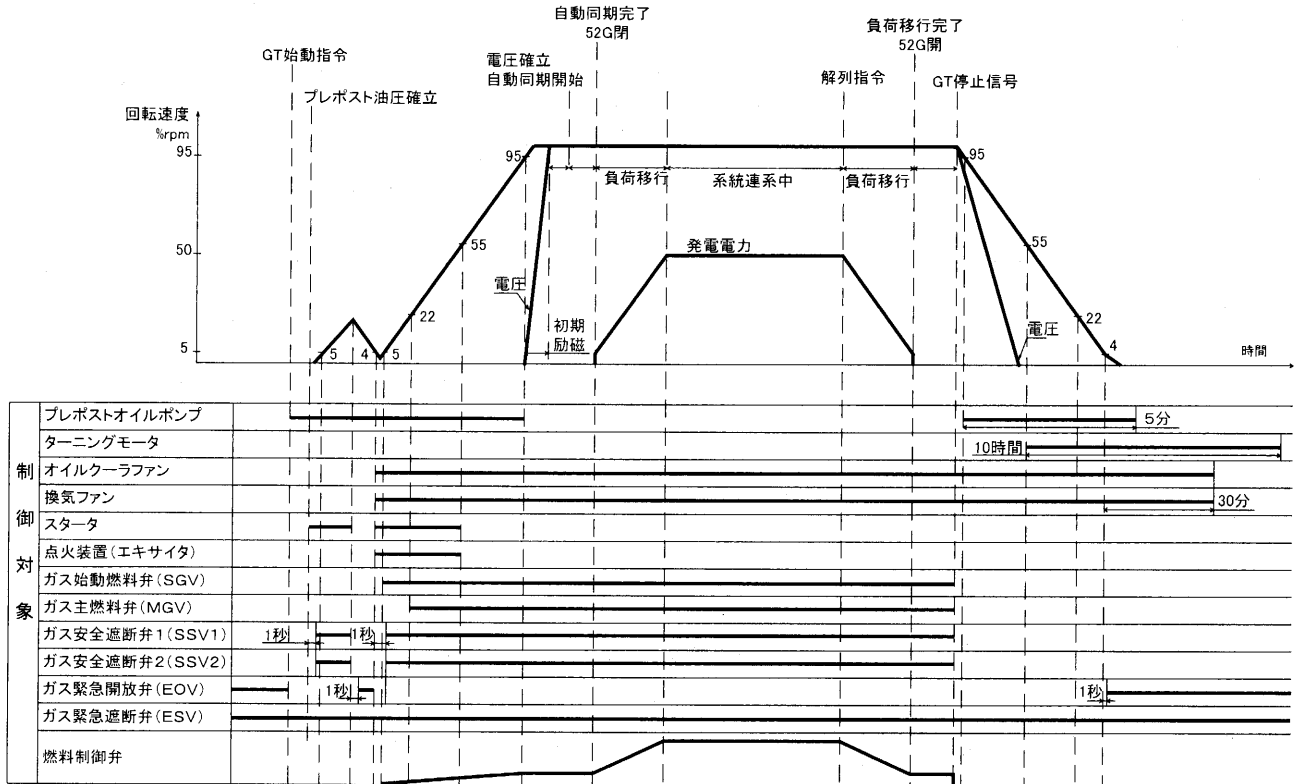 自動同期完了
52G閉
負荷移行完了
52G開
GT始動指令
電圧確立
自動同期開始
解列指令
GT停止信号
プレポスト油圧確立
回転速度
%rpm
95
95
95
負荷移行
系統連系中
負荷移行
55
55
50
発電電力
電圧
22
22
初期
励磁
電圧
5
5
4
5
4
時間
制御対象
プレポストオイルポンプ
5分
ターニングモータ
10時間
オイルクーラファン
換気ファン
30分
スタータ
点火装置(エキサイタ)
ガス始動燃料弁(SGV)
ガス主燃料弁(MGV)
ガス安全遮断弁1(SSV1)
1秒
1秒
ガス安全遮断弁2(SSV2)
ガス緊急開放弁(EOV)
1秒
1秒
ガス緊急遮断弁(ESV)
燃料制御弁